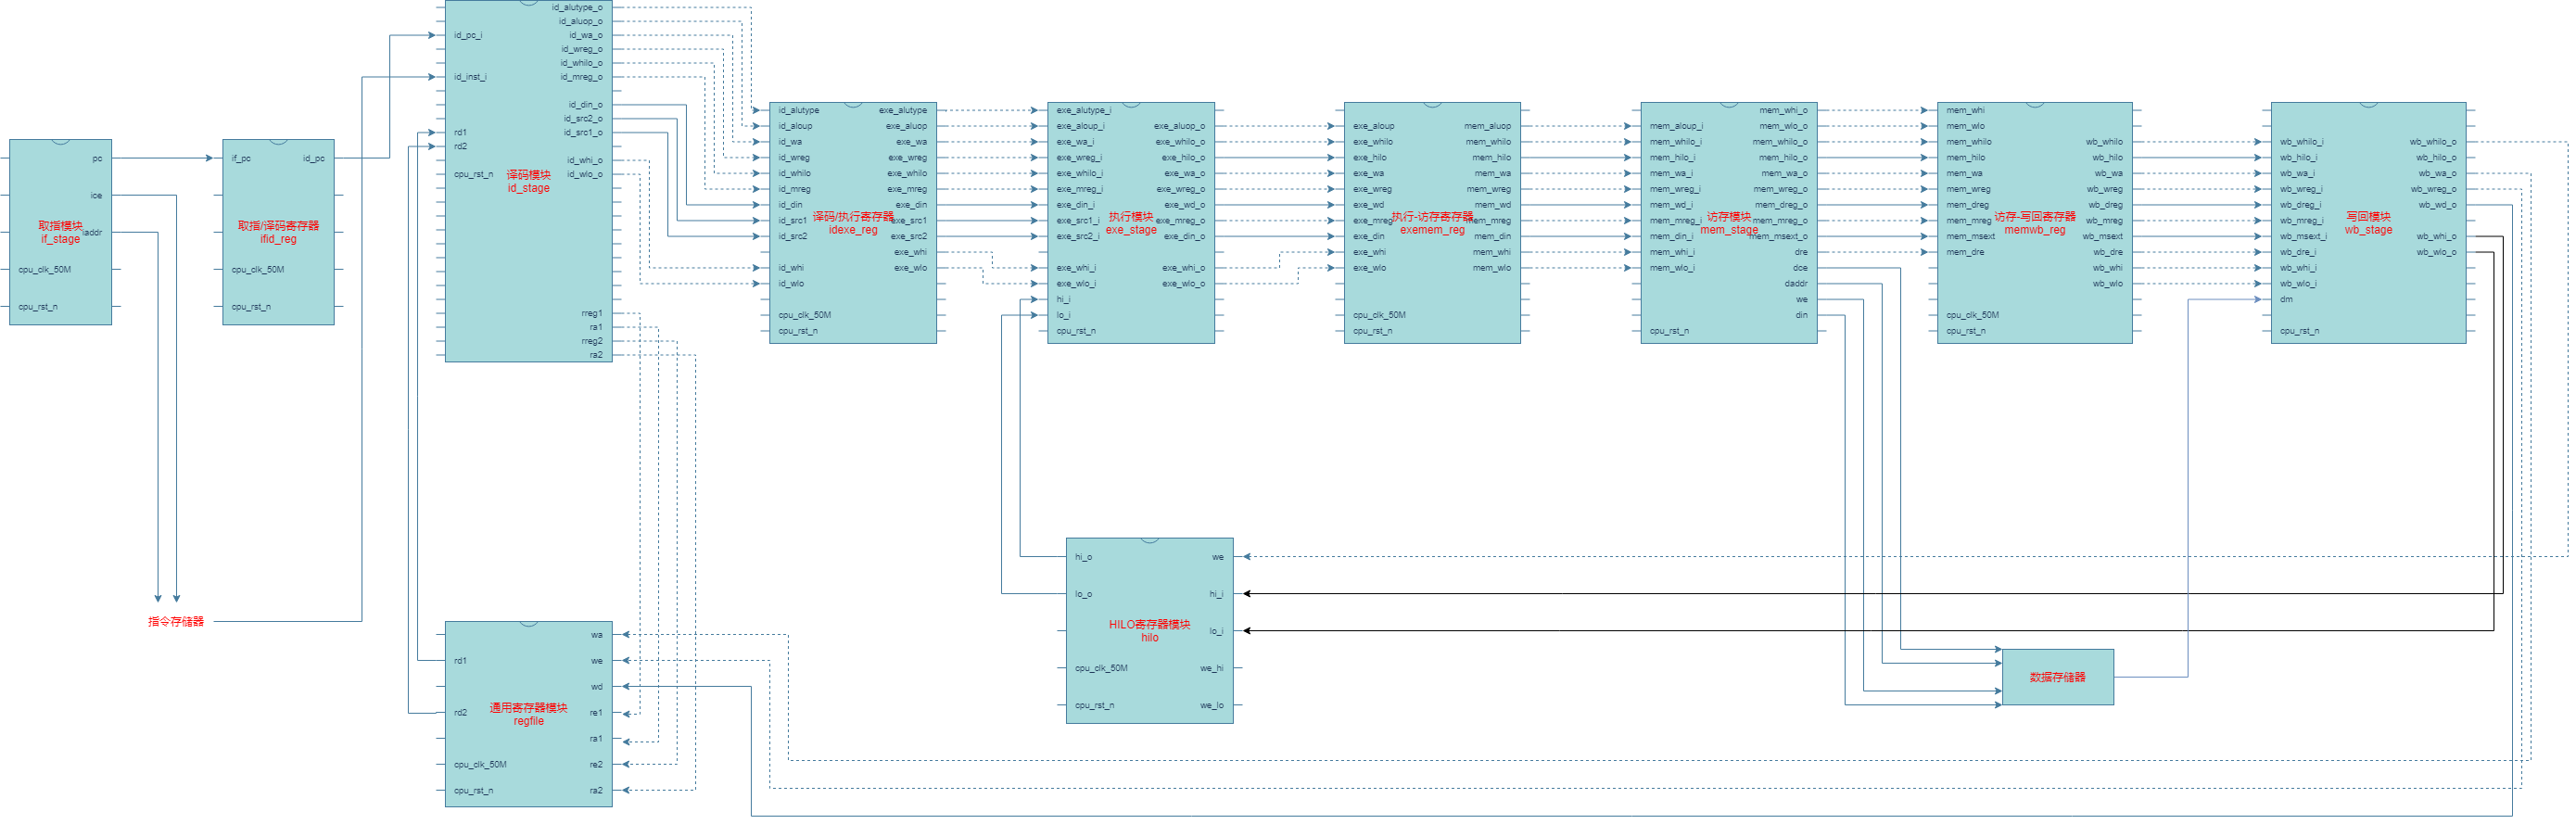 pc
ice
iaddr
取指模块
if_stage
cpu_clk_50M
cpu_rst_n
if_pc
id_pc
取指/译码寄存器
ifid_reg
cpu_clk_50M
cpu_rst_n
指令存储器
id_pc_i
id_inst_i
rd1
rd2
cpu_rst_n
译码模块
id_stage
id_alutype_o
id_aluop_o
id_wa_o
id_wreg_o
id_whilo_o
id_mreg_o
id_din_o
id_src2_o
id_src1_o
id_whi_o
id_wlo_o
rreg1
ra1
rreg2
ra2
id_alutype
id_aloup
id_wa
id_wreg
id_whilo
id_mreg
id_din
id_src1
id_src2
id_whi
id_wlo
cpu_clk_50M
cpu_rst_n
译码/执行寄存器
idexe_reg
exe_alutype
exe_aluop
exe_wa
exe_wreg
exe_whilo
exe_mreg
exe_din
exe_src1
exe_src2
exe_whi
exe_wlo
exe_alutype_i
exe_aloup_i
exe_wa_i
exe_wreg_i
exe_whilo_i
exe_mreg_i
exe_din_i
exe_src1_i
exe_src2_i
exe_whi_i
exe_wlo_i
hi_i
lo_i
cpu_rst_n
执行模块
exe_stage
exe_aluop_o
exe_whilo_o
exe_hilo_o
exe_wa_o
exe_wreg_o
exe_wd_o
exe_mreg_o
exe_din_o
exe_whi_o
exe_wlo_o
exe_aloup
exe_whilo
exe_hilo
exe_wa
exe_wreg
exe_wd
exe_mreg
exe_din
exe_whi
exe_wlo
cpu_clk_50M
cpu_rst_n
执行-访存寄存器
exemem_reg
mem_aluop
mem_whilo
mem_hilo
mem_wa
mem_wreg
mem_wd
mem_mreg
mem_din
mem_whi
mem_wlo
mem_aloup_i
mem_whilo_i
mem_hilo_i
mem_wa_i
mem_wreg_i
mem_wd_i
mem_mreg_i
mem_din_i
mem_whi_i
mem_wlo_i
cpu_rst_n
访存模块
mem_stage
mem_whi_o
mem_wlo_o
mem_whilo_o
mem_hilo_o
mem_wa_o
mem_wreg_o
mem_dreg_o
mem_mreg_o
mem_msext_o
dre
dce
daddr
we
din
mem_whi
mem_wlo
mem_whilo
mem_hilo
mem_wa
mem_wreg
mem_dreg
mem_mreg
mem_msext
mem_dre
cpu_clk_50M
cpu_rst_n
访存-写回寄存器
memwb_reg
wb_whilo
wb_hilo
wb_wa
wb_wreg
wb_dreg
wb_mreg
wb_msext
wb_dre
wb_whi
wb_wlo
wb_whilo_i
wb_hilo_i
wb_wa_i
wb_wreg_i
wb_dreg_i
wb_mreg_i
wb_msext_i
wb_dre_i
wb_whi_i
wb_wlo_i
dm
cpu_rst_n
写回模块
wb_stage
wb_whilo_o
wb_hilo_o
wb_wa_o
wb_wreg_o
wb_wd_o
wb_whi_o
wb_wlo_o
hi_o
lo_o
cpu_clk_50M
cpu_rst_n
HILO寄存器模块
hilo
we
hi_i
lo_i
we_hi
we_lo
rd1
rd2
cpu_clk_50M
cpu_rst_n
通用寄存器模块
regfile
wa
we
wd
re1
ra1
re2
ra2
数据存储器